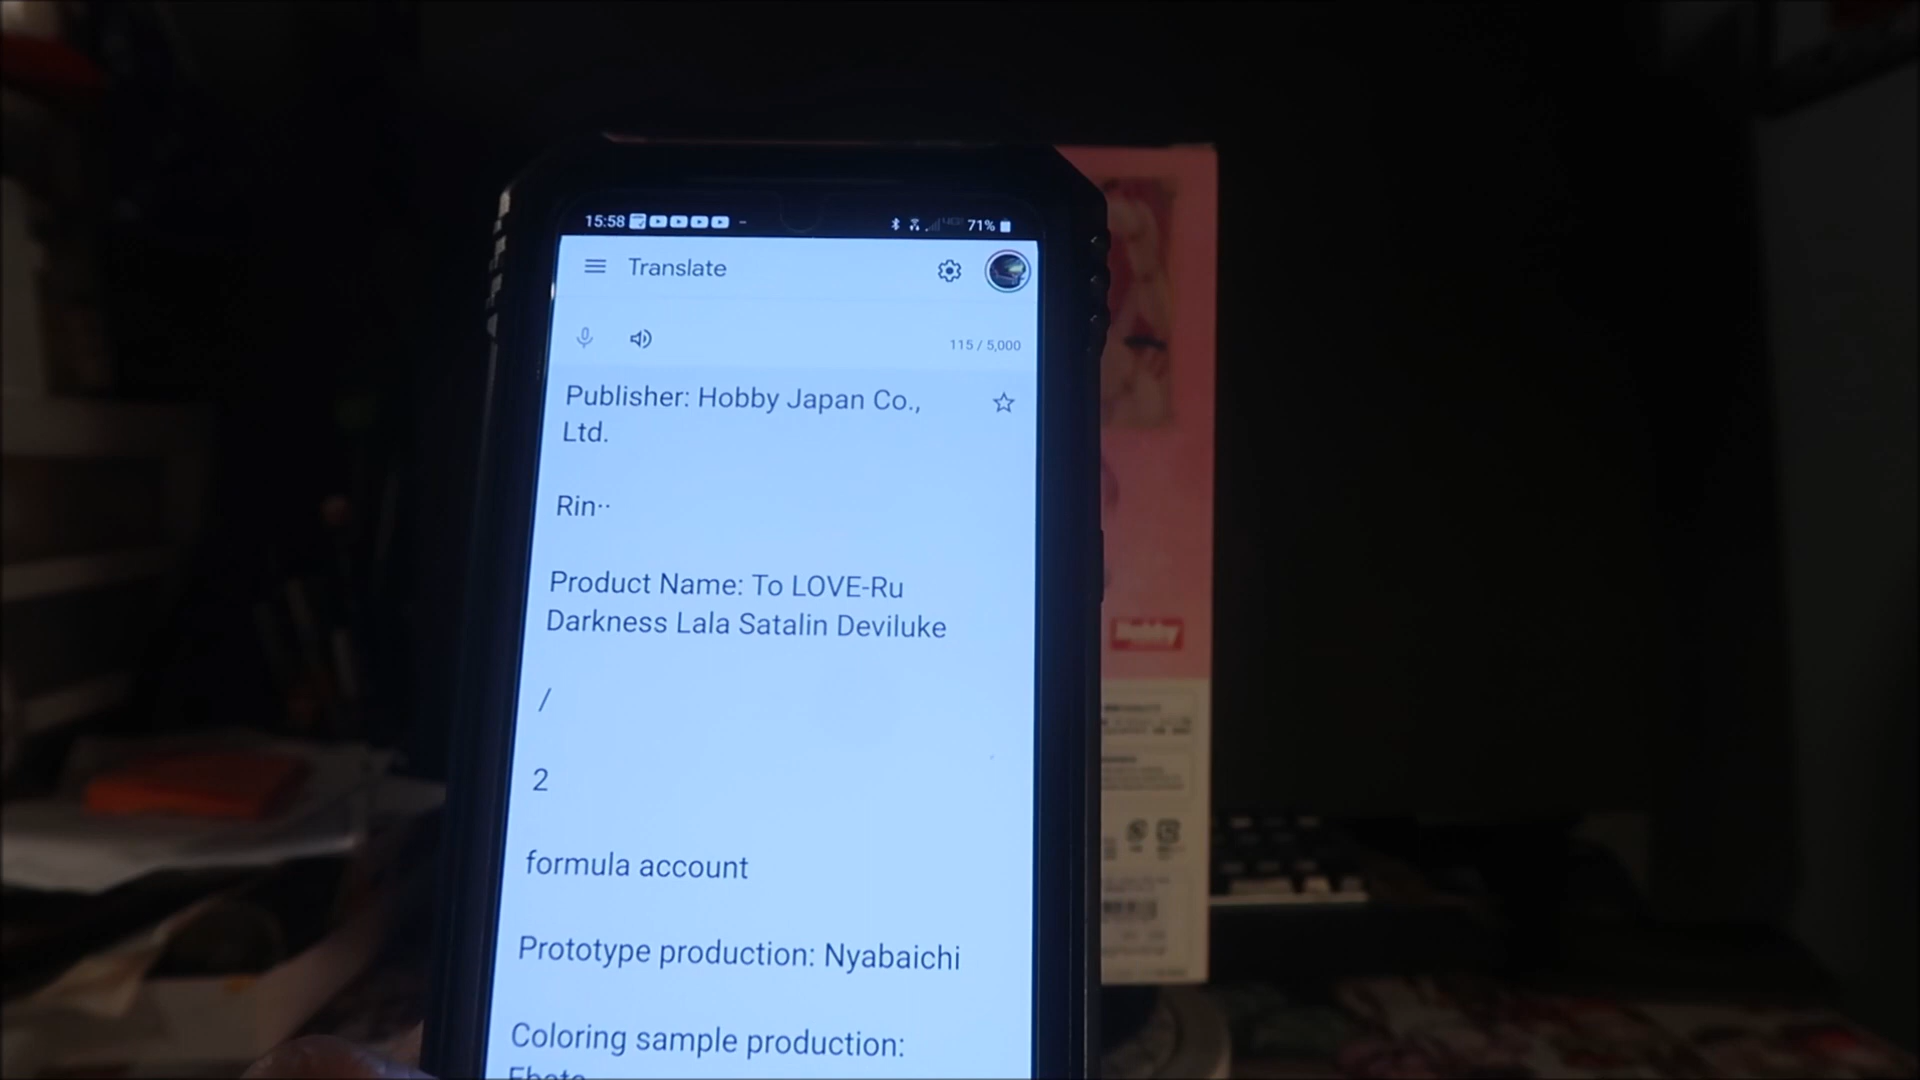 15:58
71%
Translate
115 / 5,000
Publisher: Hobby Japan Co.,
Ltd.
Rin··
Product Name: To LOVE-Ru
Darkness Lala Satalin Deviluke
/
2
formula account
Prototype production: Nyabaichi
Coloring sample production:
Hobby